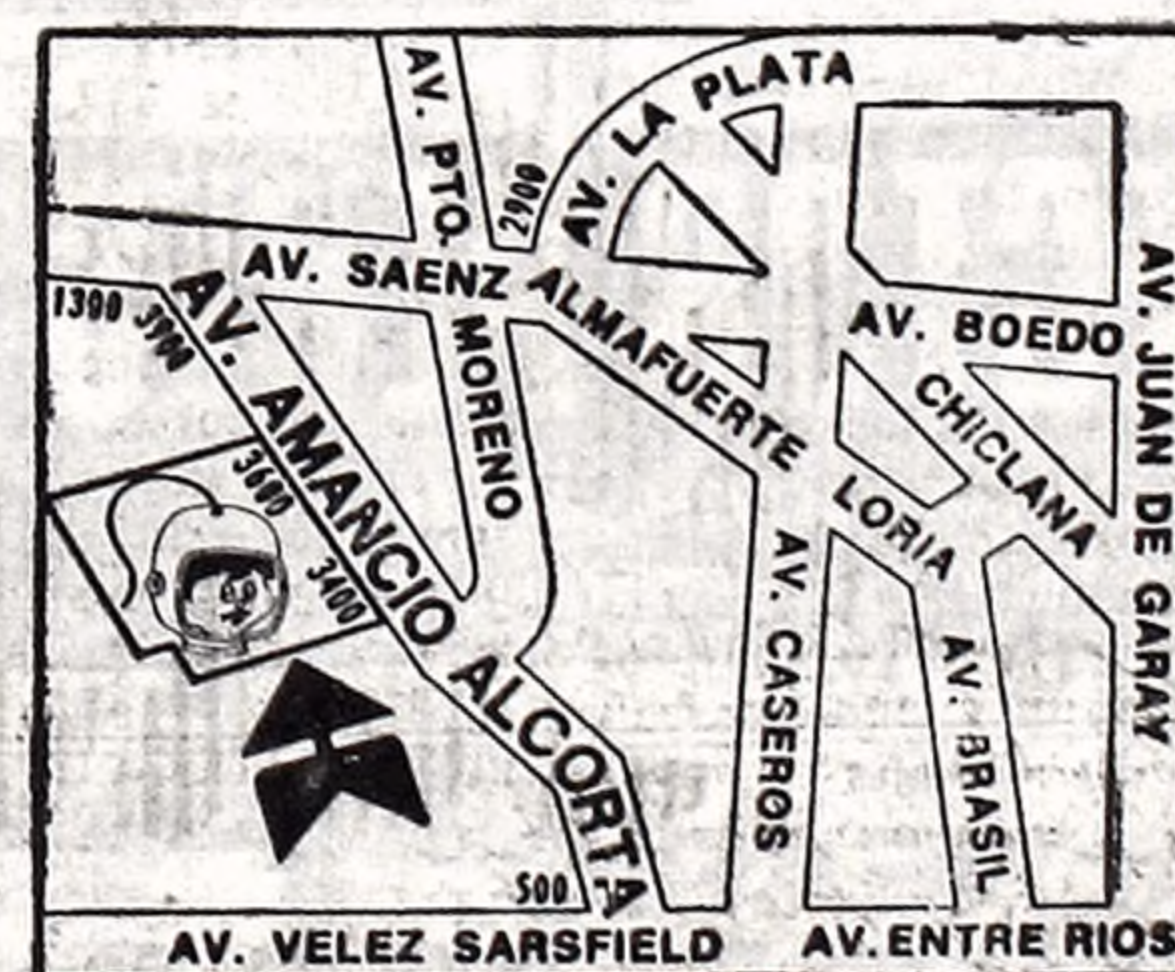 AV. PTO. MORENO
AV. LA PLATA
2900
AV. SAENZ
ALMAFUERTE
1300
3900
AV. AMANCIO ALCORTA
3600
3400
AV. BOEDO
CHICLANA
LORIA
AV. JUAN DE GARAY
AV. CASEROS
AV. BRASIL
500
AV. VELEZ SARSFIELD
AV. ENTRE RIOS